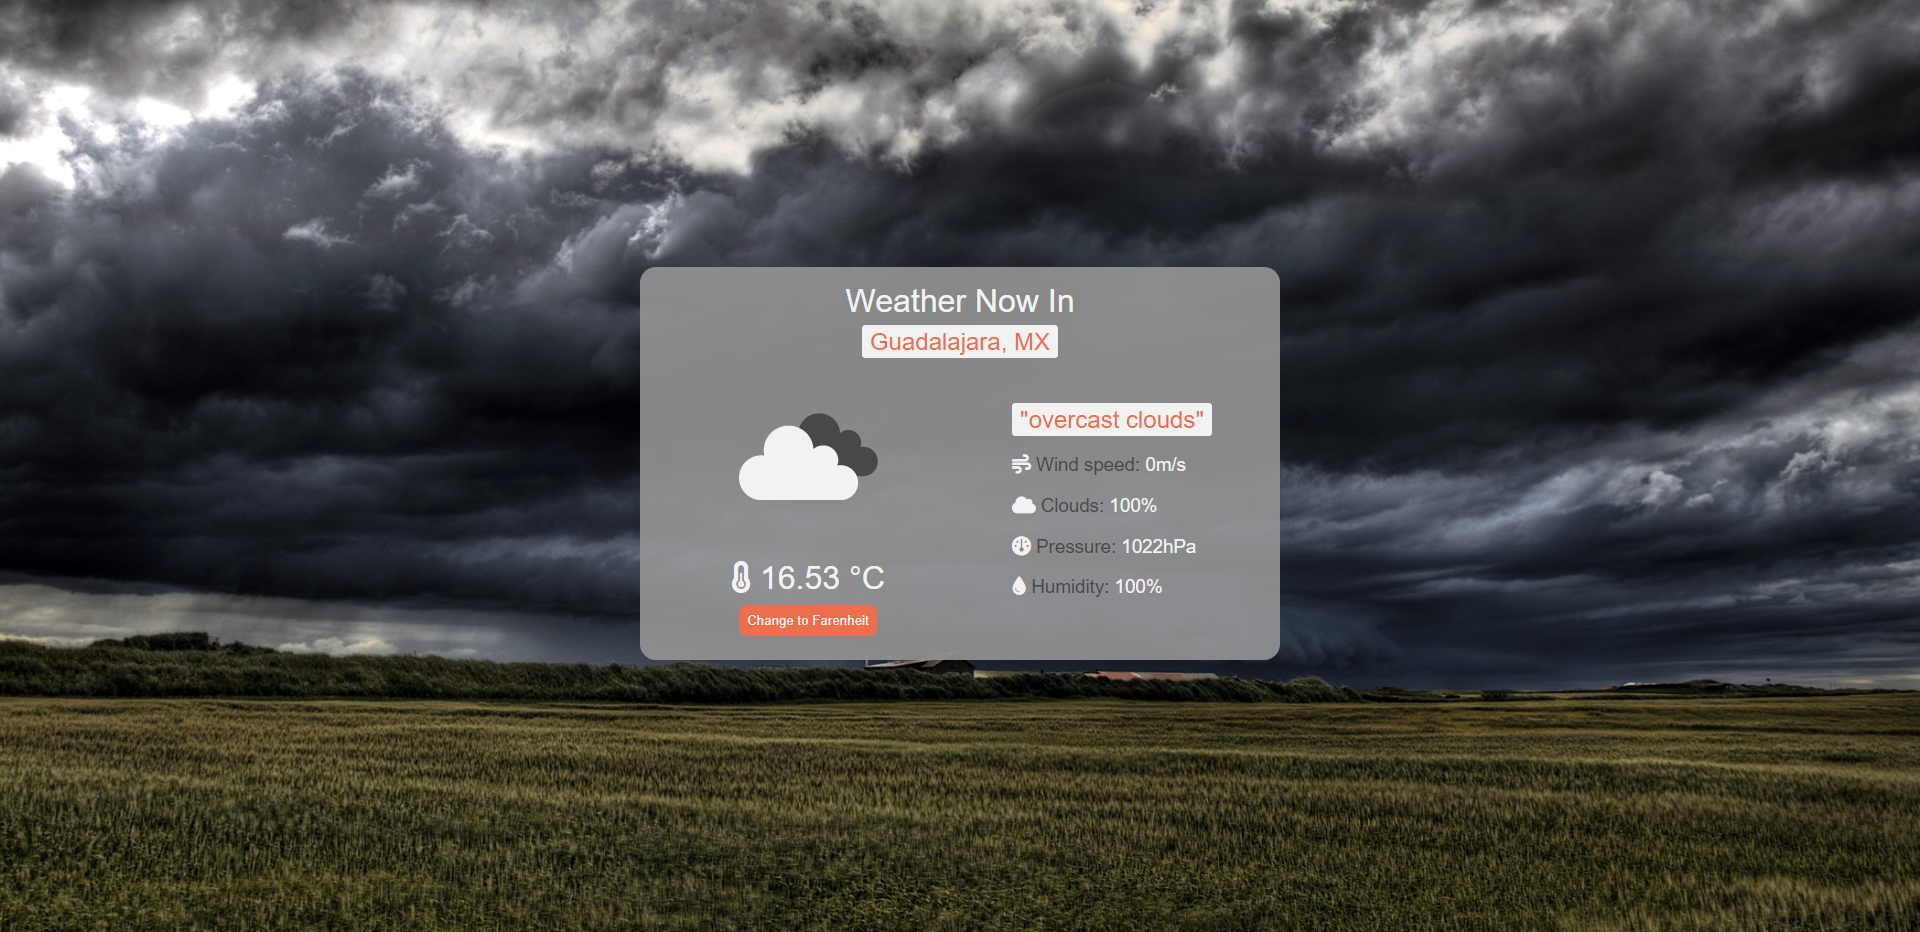 Weather Now In
Guadalajara, MX
"overcast clouds"
Wind speed: 0m/s
Clouds: 100%
Pressure: 1022hPa
Humidity: 100%
16.53 °C
Change to Farenheit